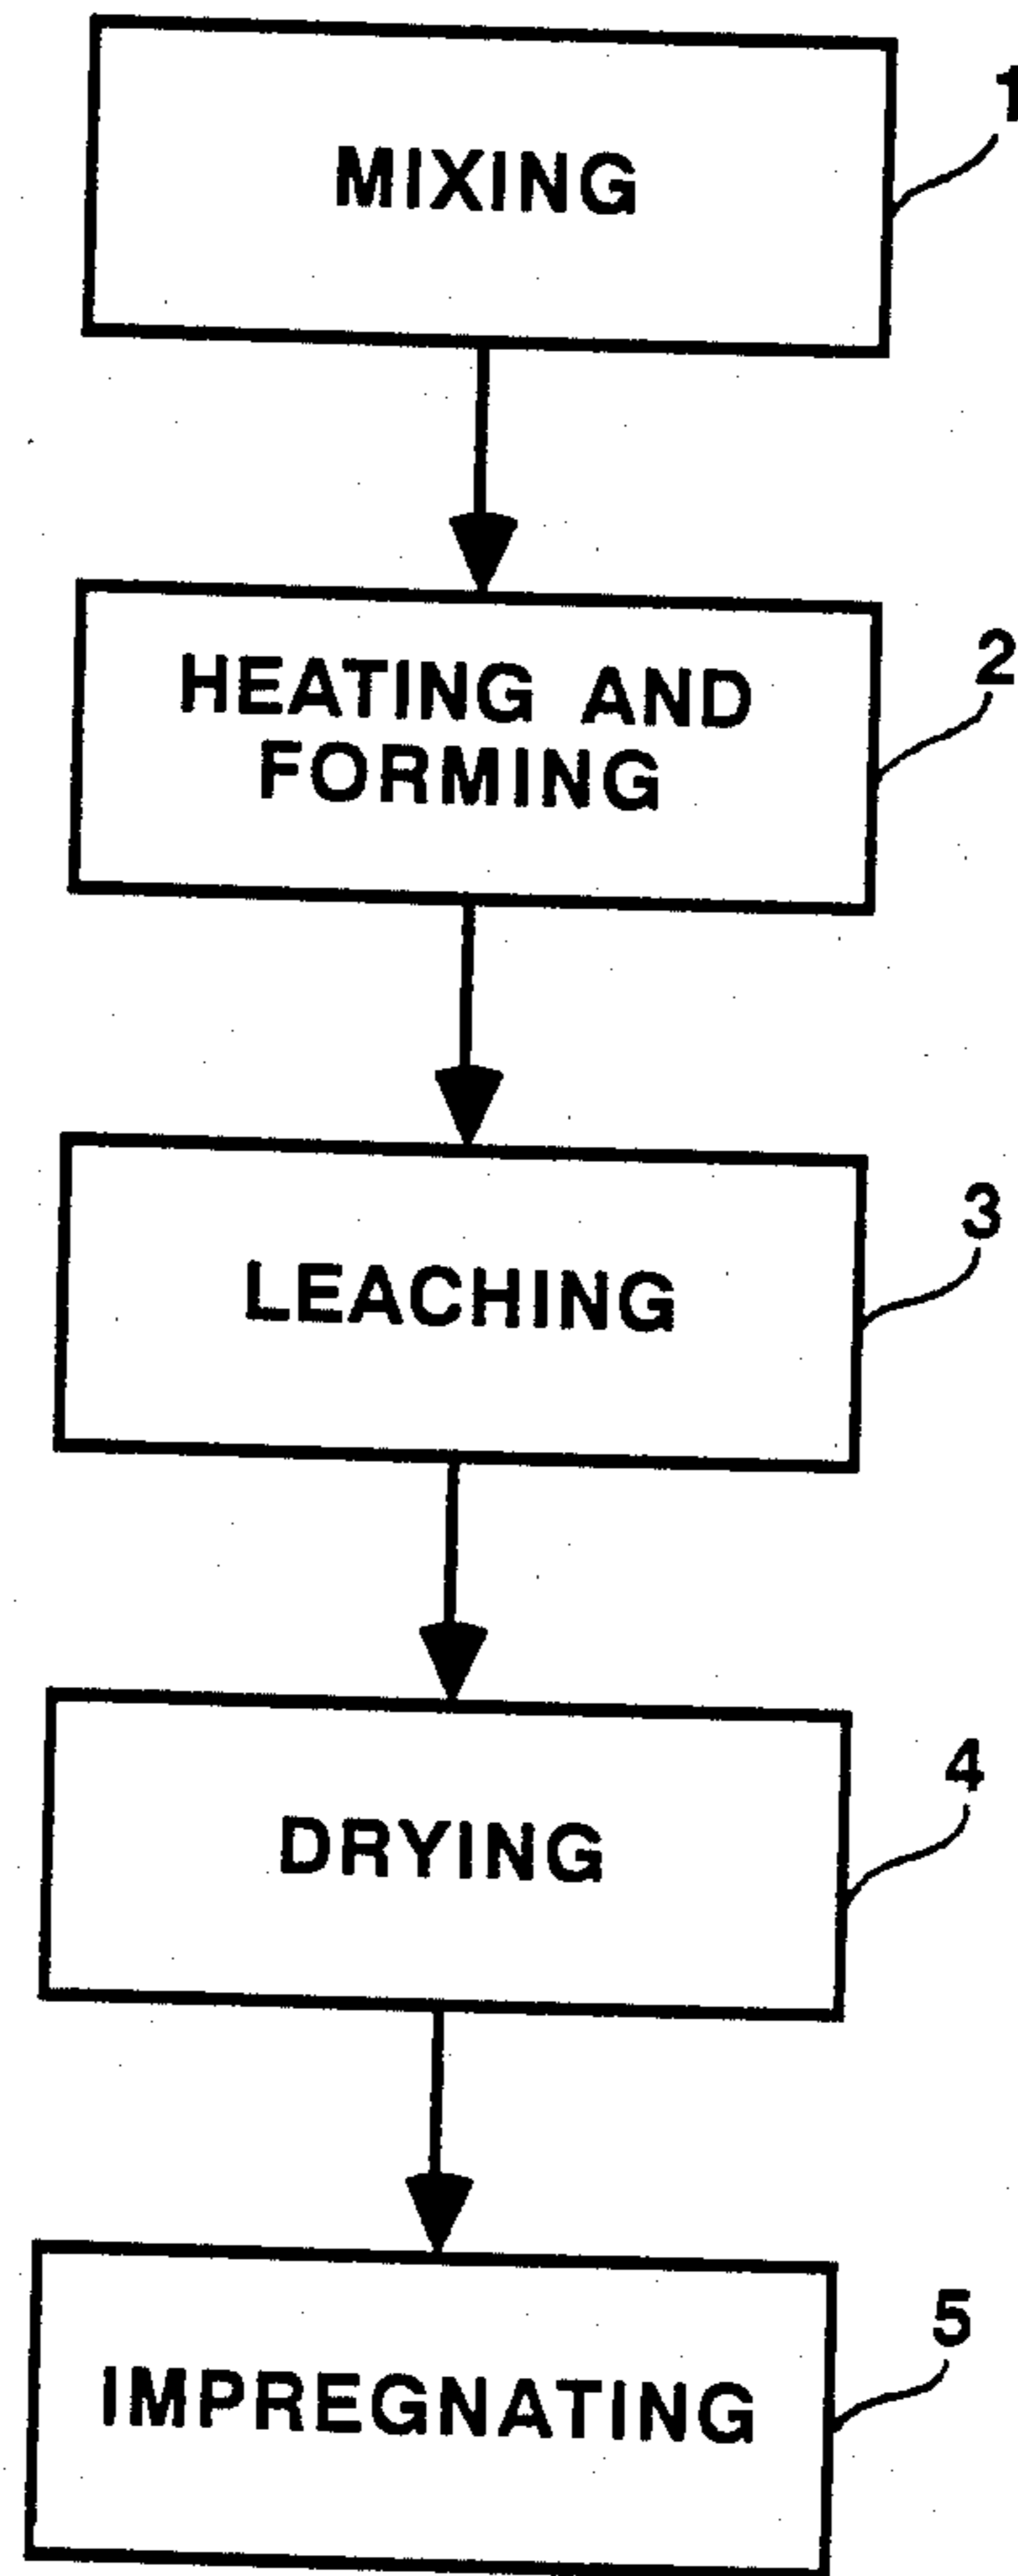 MIXING
1
HEATING AND
FORMING
2
LEACHING
3
DRYING
4
IMPREGNATING
5